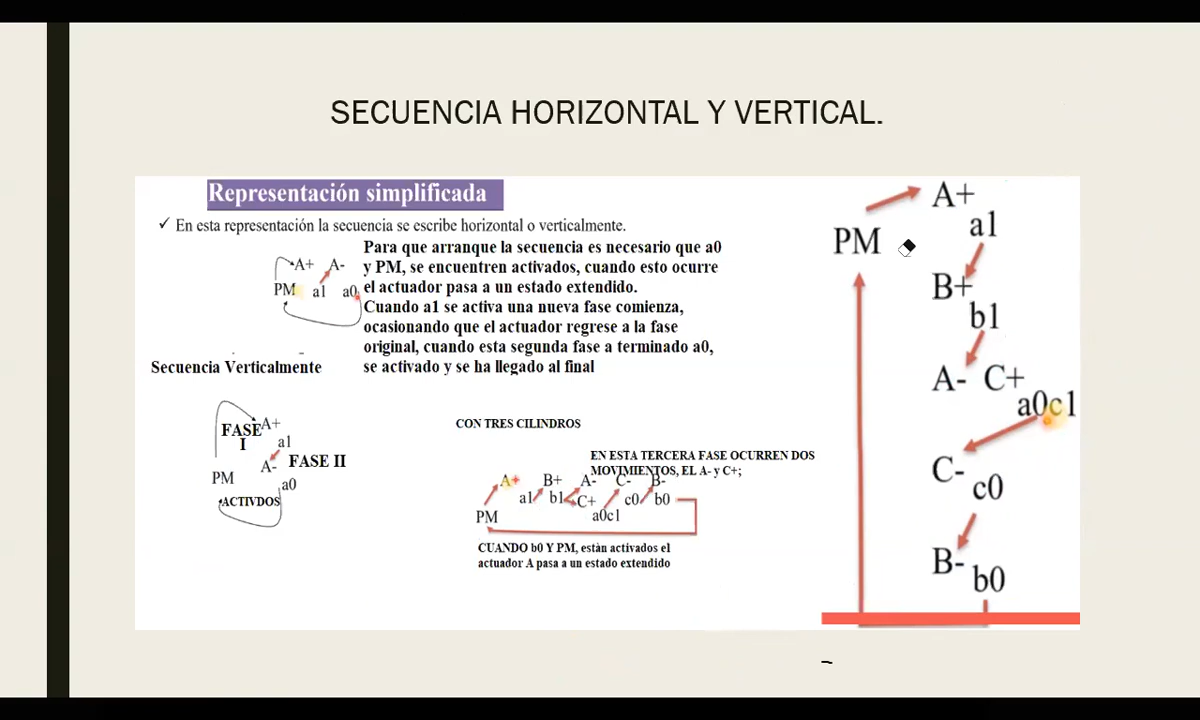 SECUENCIA HORIZONTAL Y VERTICAL.
Representación simplificada
✓ En esta representación la secuencia se escribe horizontal o verticalmente.
A+ A-
PM a1 a0
Para que arranque la secuencia es necesario que a0
y PM, se encuentren activados, cuando esto ocurre
el actuador pasa a un estado extendido.
Cuando a1 se activa una nueva fase comienza,
ocasionando que el actuador regrese a la fase
original, cuando esta segunda fase a terminado a0,
se activado y se ha llegado al final
Secuencia Verticalmente
FASE A+
I
a1
A- FASE II
PM
a0
ACTIVDOS
CON TRES CILINDROS
EN ESTA TERCERA FASE OCURREN DOS
MOVIMIENTOS, EL A- y C+;
A+ B+ A- C- B-
a1 b1 C+ c0 b0
PM a0c1
CUANDO b0 Y PM, están activados el
actuador A pasa a un estado extendido
A+
a1
PM
B+
b1
A- C+
a0c1
C-
c0
B-
b0